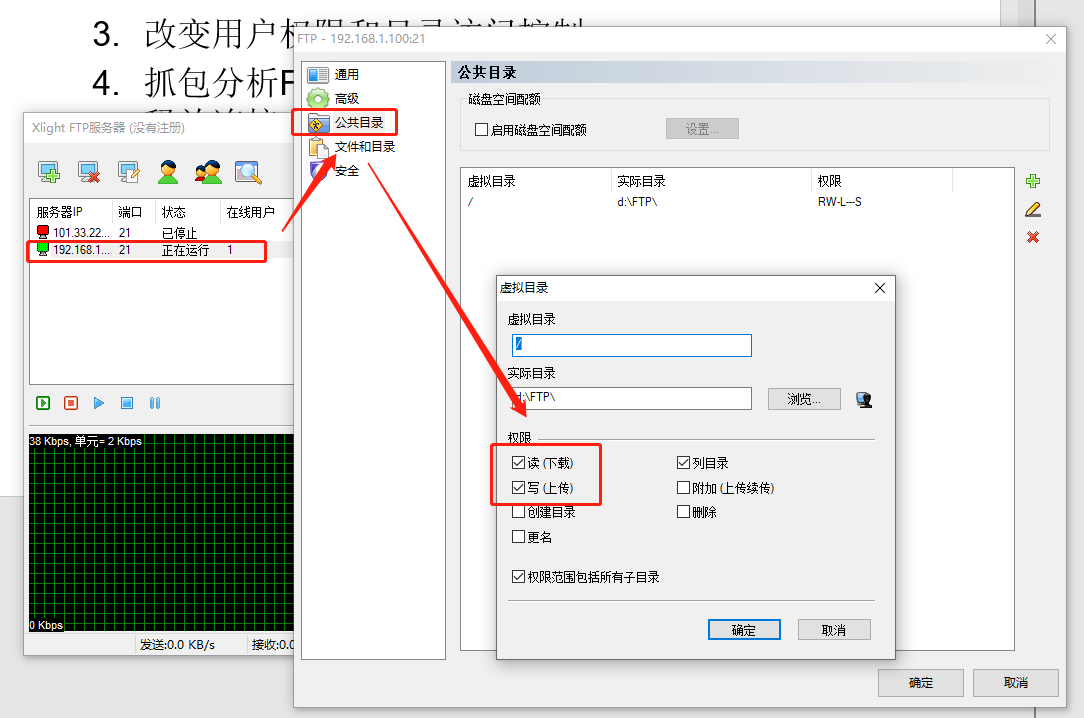 3. 改变用户权限和目录访问控制
4. 抓包分析F
FTP - 192.168.1.100:21
通用
高级
公共目录
文件和目录
安全
公共目录
磁盘空间配额
启用磁盘空间配额
设置...
虚拟目录 实际目录 权限
/ d:\FTP\ RW-L---S
Xlight FTP服务器 (没有注册)
服务器IP 端口 状态 在线用户
101.33.22... 21 已停止
192.168.1... 21 正在运行 1
38 Kbps, 单元= 2 Kbps
0 Kbps
发送:0.0 KB/s 接收:0.0
虚拟目录
虚拟目录
/
实际目录
d:\FTP\
浏览...
权限
读 (下载) 列目录
写 (上传) 附加 (上传续传)
创建目录 删除
更名
权限范围包括所有子目录
确定 取消
确定 取消